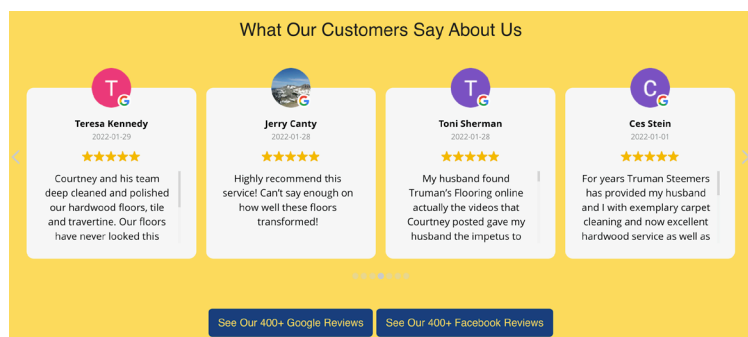 What Our Customers Say About Us
T
G
Teresa Kennedy
2022-01-29
Courtney and his team
deep cleaned and polished
our hardwood floors, tile
and travertine. Our floors
have never looked this
G
Jerry Canty
2022-01-28
Highly recommend this
service! Can't say enough on
how well these floors
transformed!
T
G
Toni Sherman
2022-01-28
My husband found
Truman's Flooring online
actually the videos that
Courtney posted gave my
husband the impetus to
C
G
Ces Stein
2022-01-01
For years Truman Steemers
has provided my husband
and I with exemplary carpet
cleaning and now excellent
hardwood service as well as
See Our 400+ Google Reviews
See Our 400+ Facebook Reviews